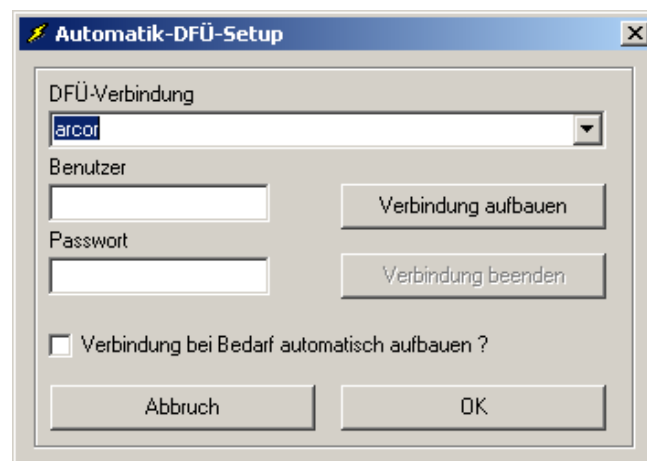 Automatik-DFÜ-Setup
DFÜ-Verbindung
arcor
Benutzer
Verbindung aufbauen
Passwort
Verbindung beenden
Verbindung bei Bedarf automatisch aufbauen ?
Abbruch OK